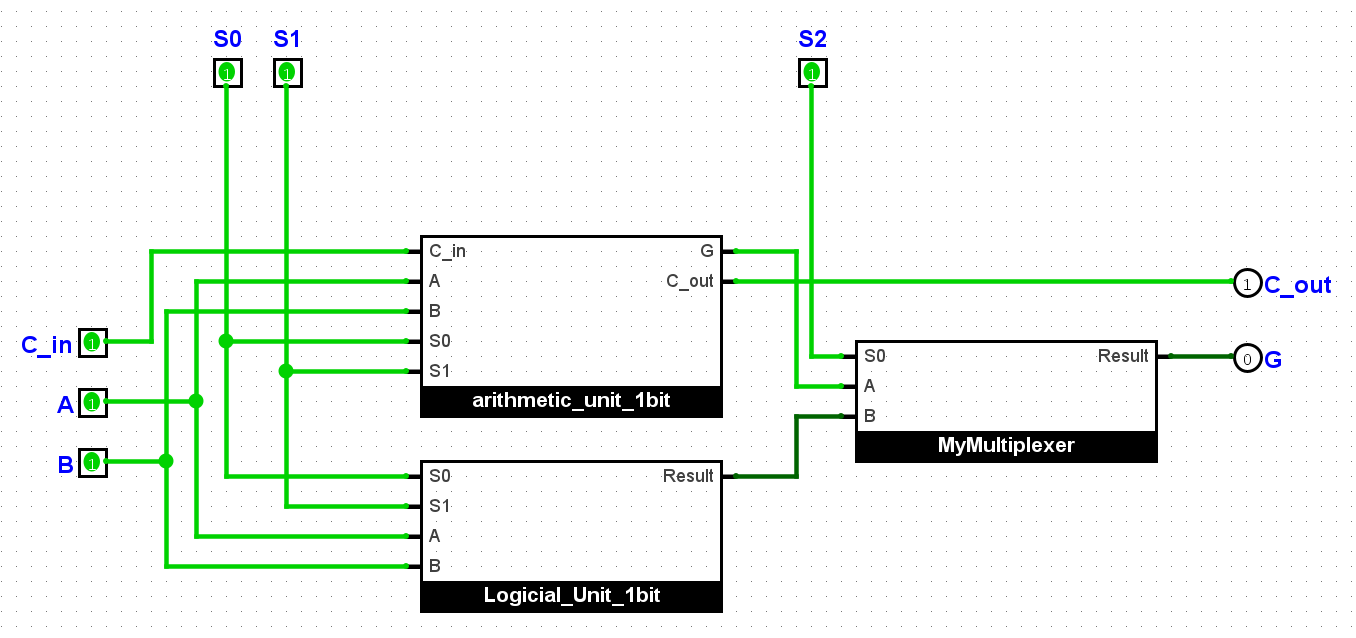 S0 S1 S2
1 1 1
C_in G
A C_out
B
S0
S1
arithmetic_unit_1bit
C_in 1
A 1
B 1
1 C_out
S0 Result
A
B
MyMultiplexer
0 G
S0 Result
S1
A
B
Logicial_Unit_1bit